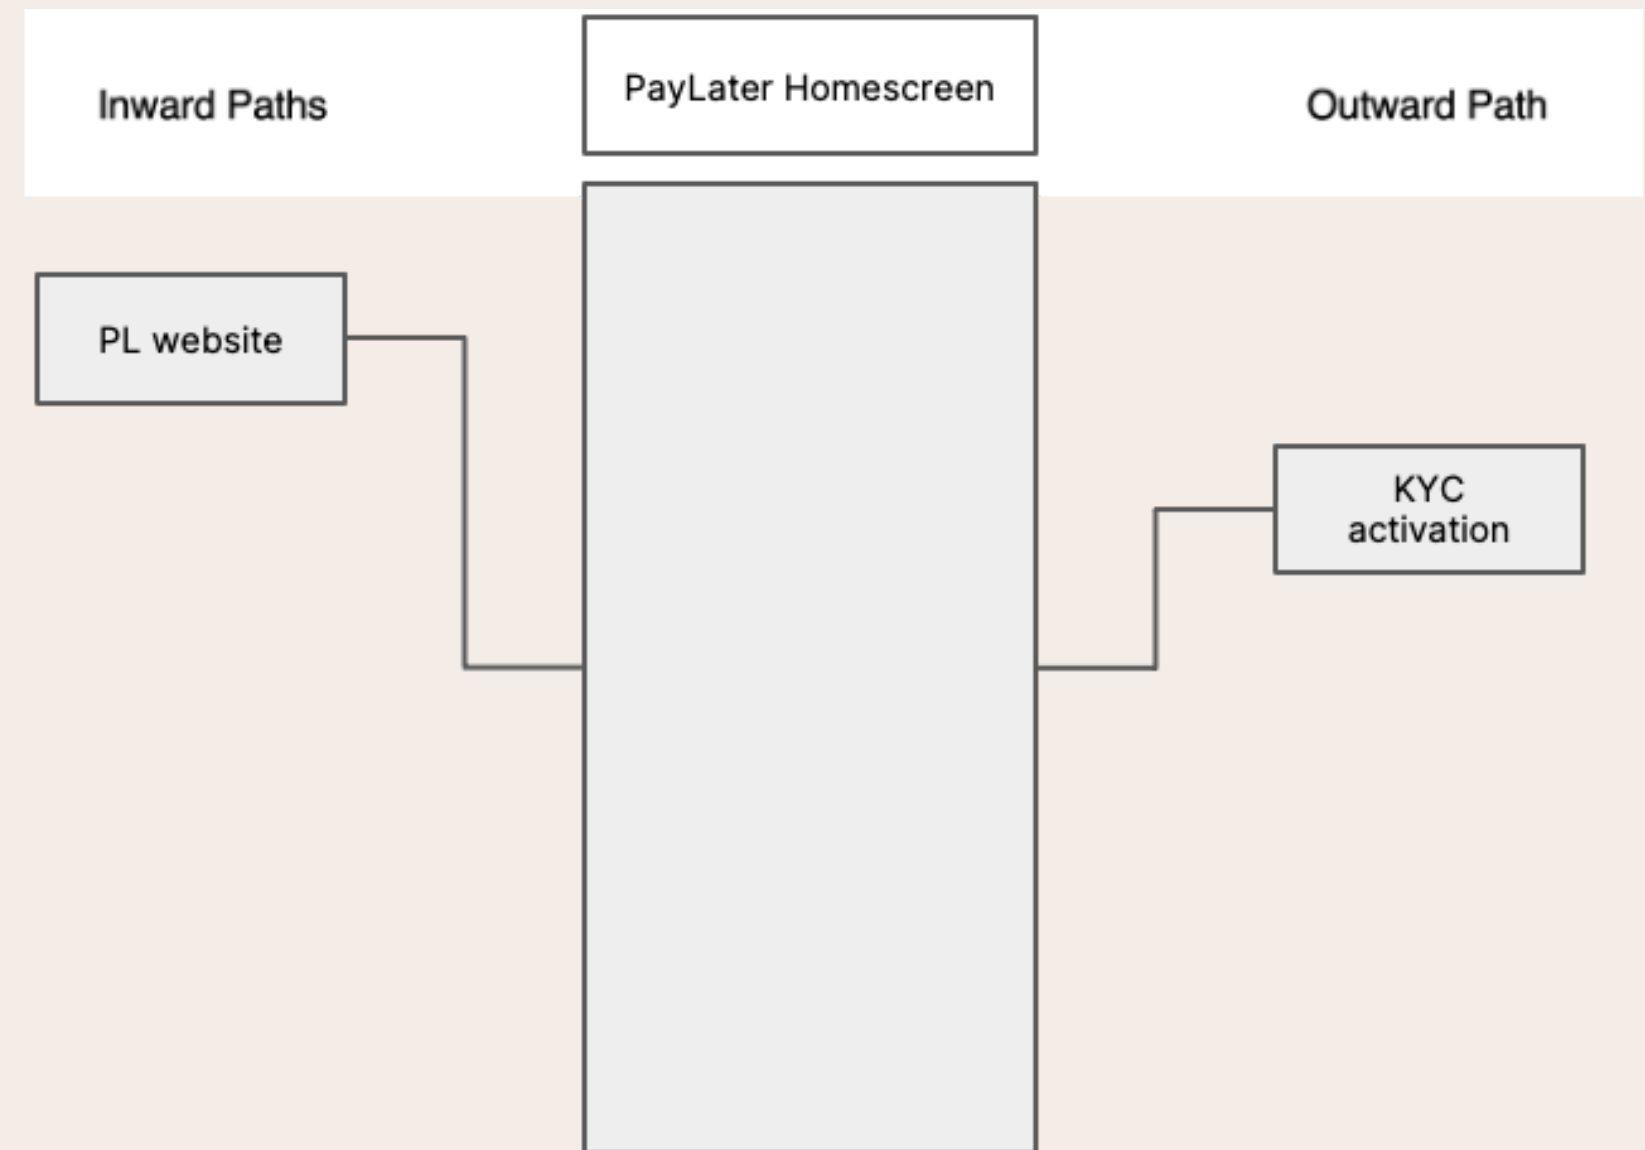 Inward Paths
PayLater Homescreen
Outward Path
PL website
KYC
activation